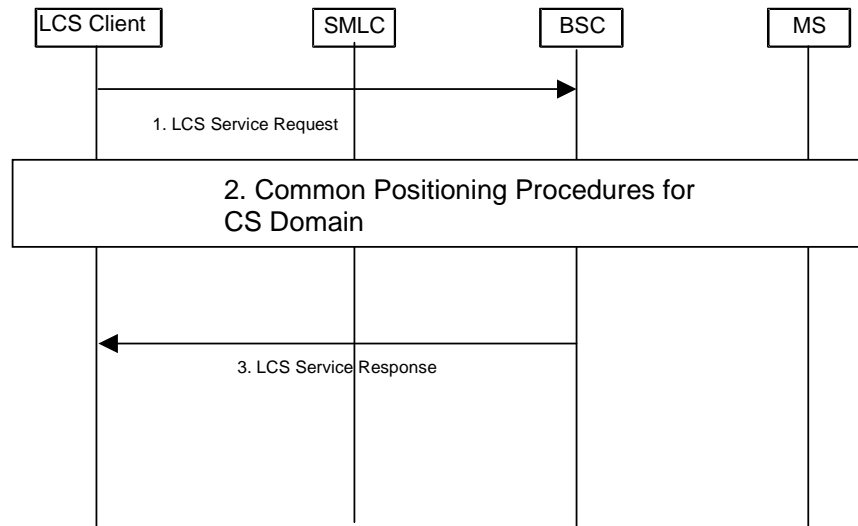 LCS Client
SMLC
BSC
MS
1. LCS Service Request
2. Common Positioning Procedures for
CS Domain
3. LCS Service Response